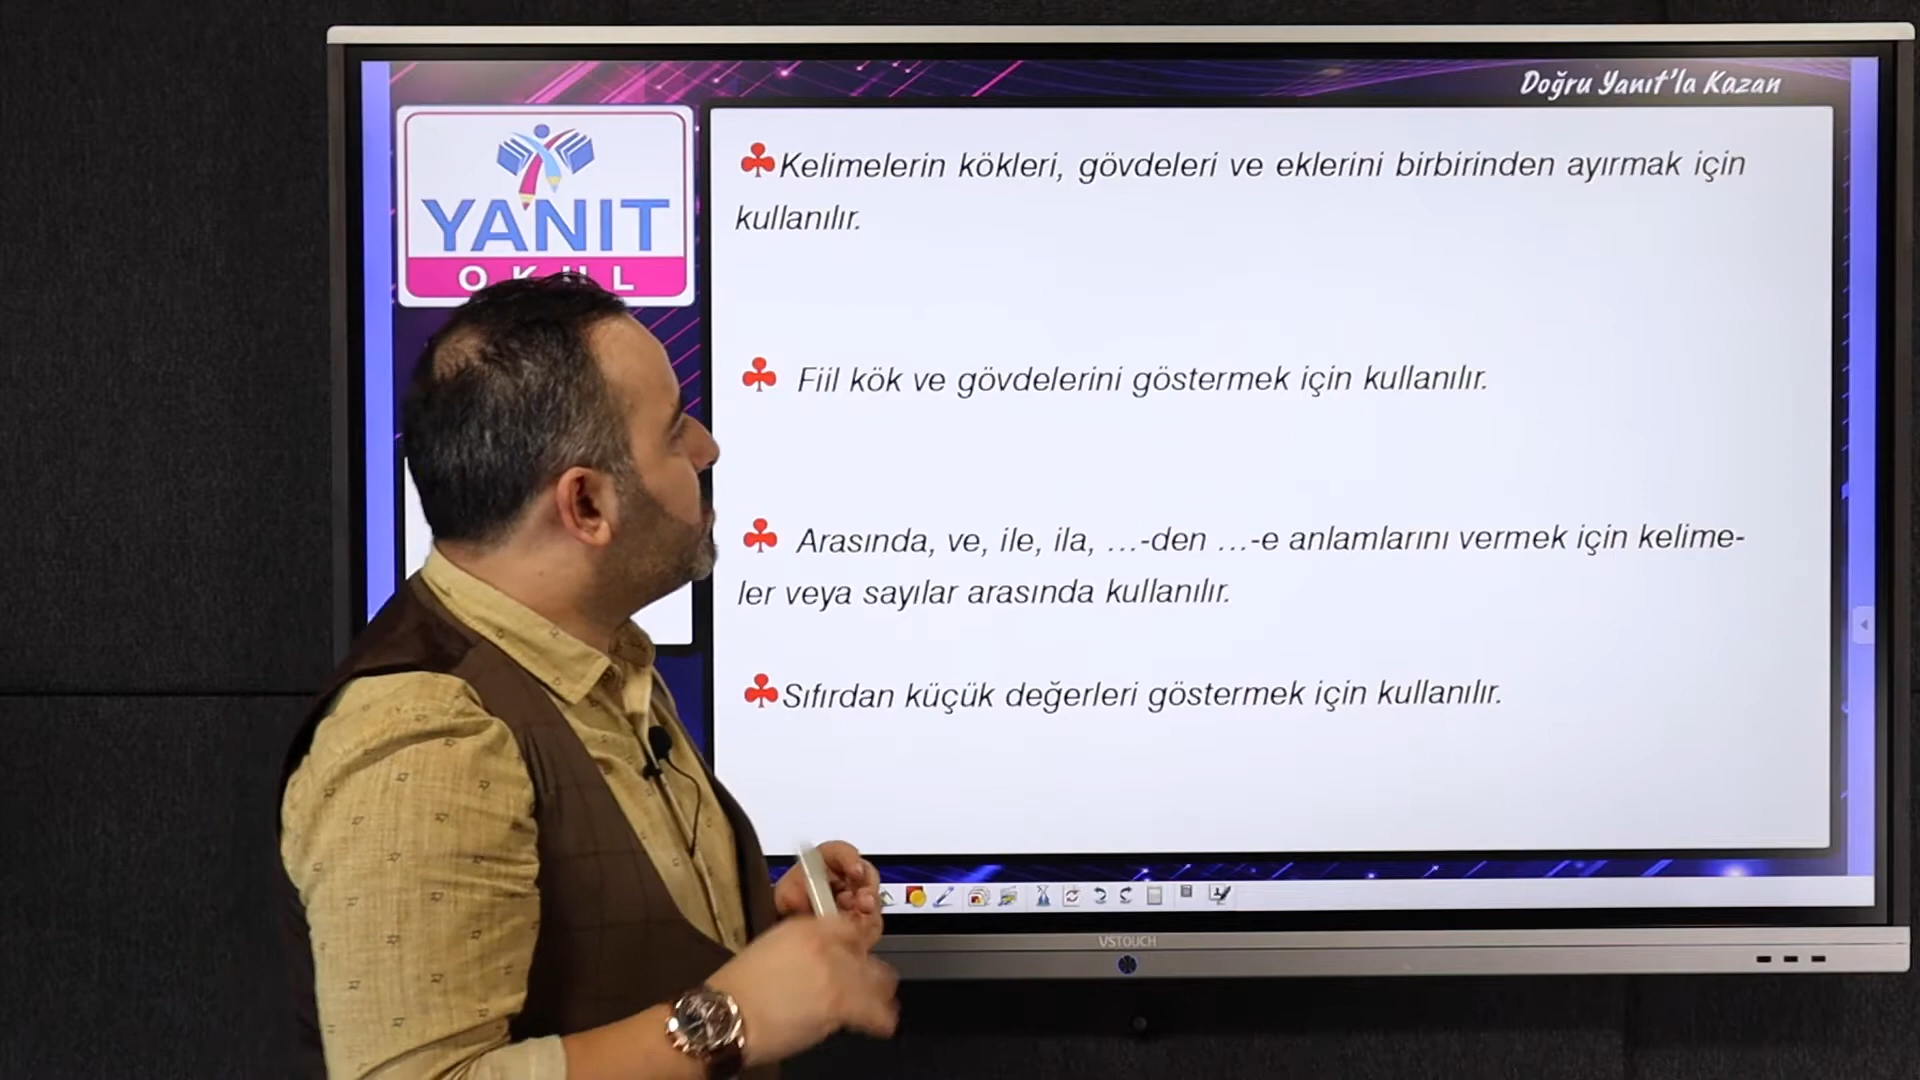 Doğru Yanıt'la Kazan
YANIT
OKUL
Kelimelerin kökleri, gövdeleri ve eklerini birbirinden ayırmak için
kullanılır.
Fiil kök ve gövdelerini göstermek için kullanılır.
Arasında, ve, ile, ila, ...-den ...-e anlamlarını vermek için kelime-
ler veya sayılar arasında kullanılır.
Sıfırdan küçük değerleri göstermek için kullanılır.
VSTOUCH